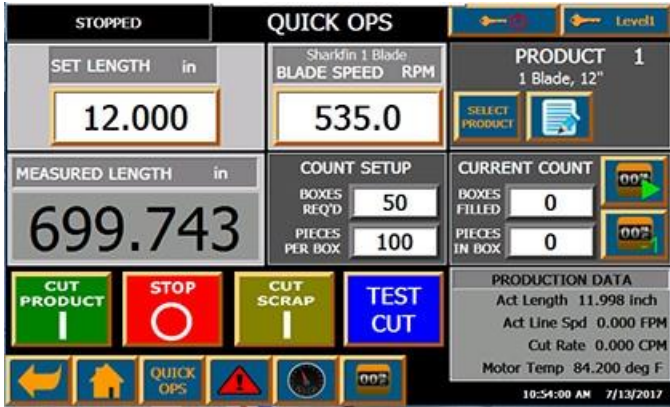 STOPPED
QUICK OPS
Level1
SET LENGTH in
12.000
Sharkfin 1 Blade
BLADE SPEED RPM
535.0
PRODUCT 1
1 Blade, 12"
SELECT
PRODUCT
MEASURED LENGTH in
699.743
COUNT SETUP
BOXES
REQ'D
50
PIECES
PER BOX
100
CURRENT COUNT
BOXES
FILLED
0
PIECES
IN BOX
0
007
007
CUT
PRODUCT
STOP
CUT
SCRAP
TEST
CUT
PRODUCTION DATA
Act Length 11.998 inch
Act Line Spd 0.000 FPM
Cut Rate 0.000 CPM
Motor Temp 84.200 deg F
QUICK
OPS
007
10:54:00 AM 7/13/2017